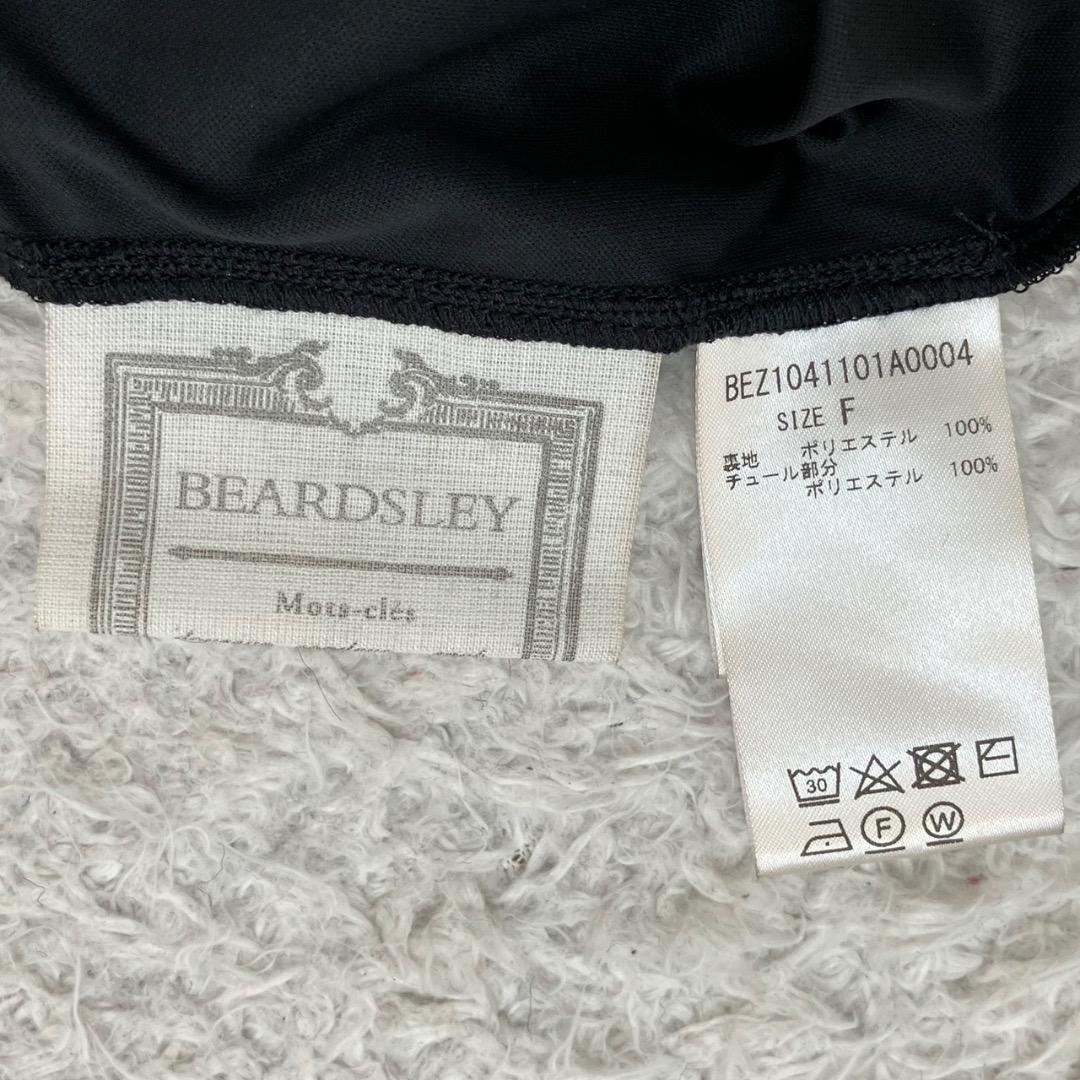 BEARDSLEY
Mots-clés
BEZ1041101A0004
SIZE F
裏地 ポリエステル 100%
チュール部分
ポリエステル 100%
30
F W